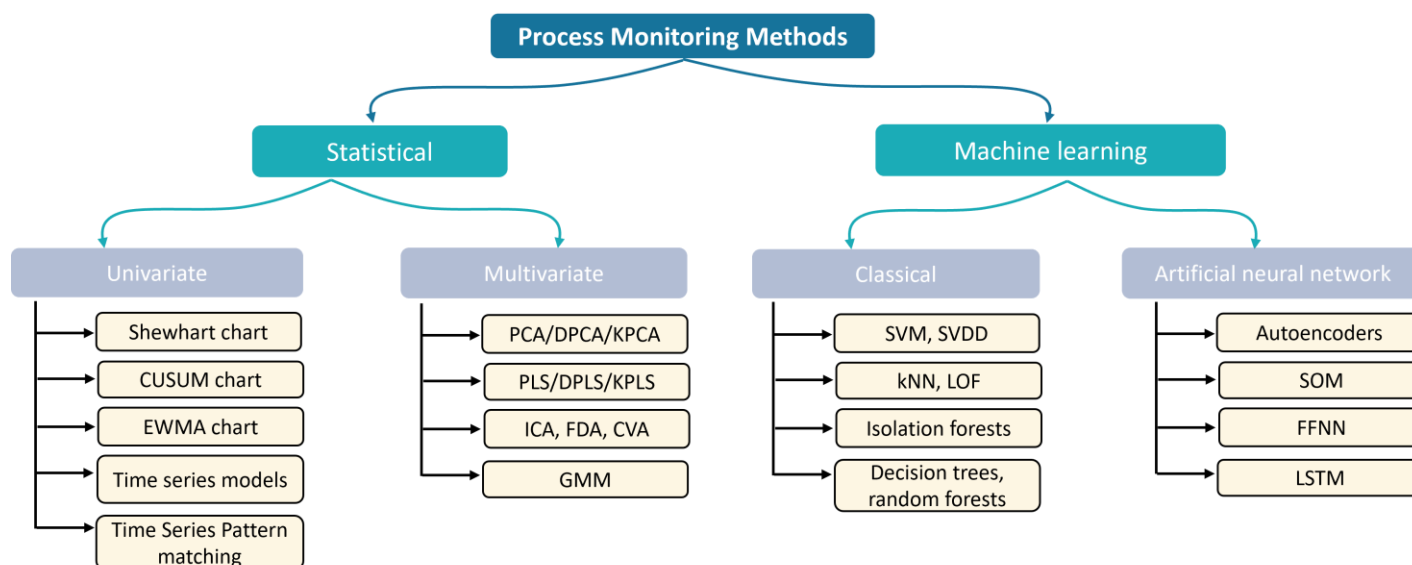 Process Monitoring Methods
Statistical
Machine learning
Univariate
Multivariate
Classical
Artificial neural network
Shewhart chart
CUSUM chart
EWMA chart
Time series models
Time Series Pattern
matching
PCA/DPCA/KPCA
PLS/DPLS/KPLS
ICA, FDA, CVA
GMM
SVM, SVDD
kNN, LOF
Isolation forests
Decision trees,
random forests
Autoencoders
SOM
FFNN
LSTM